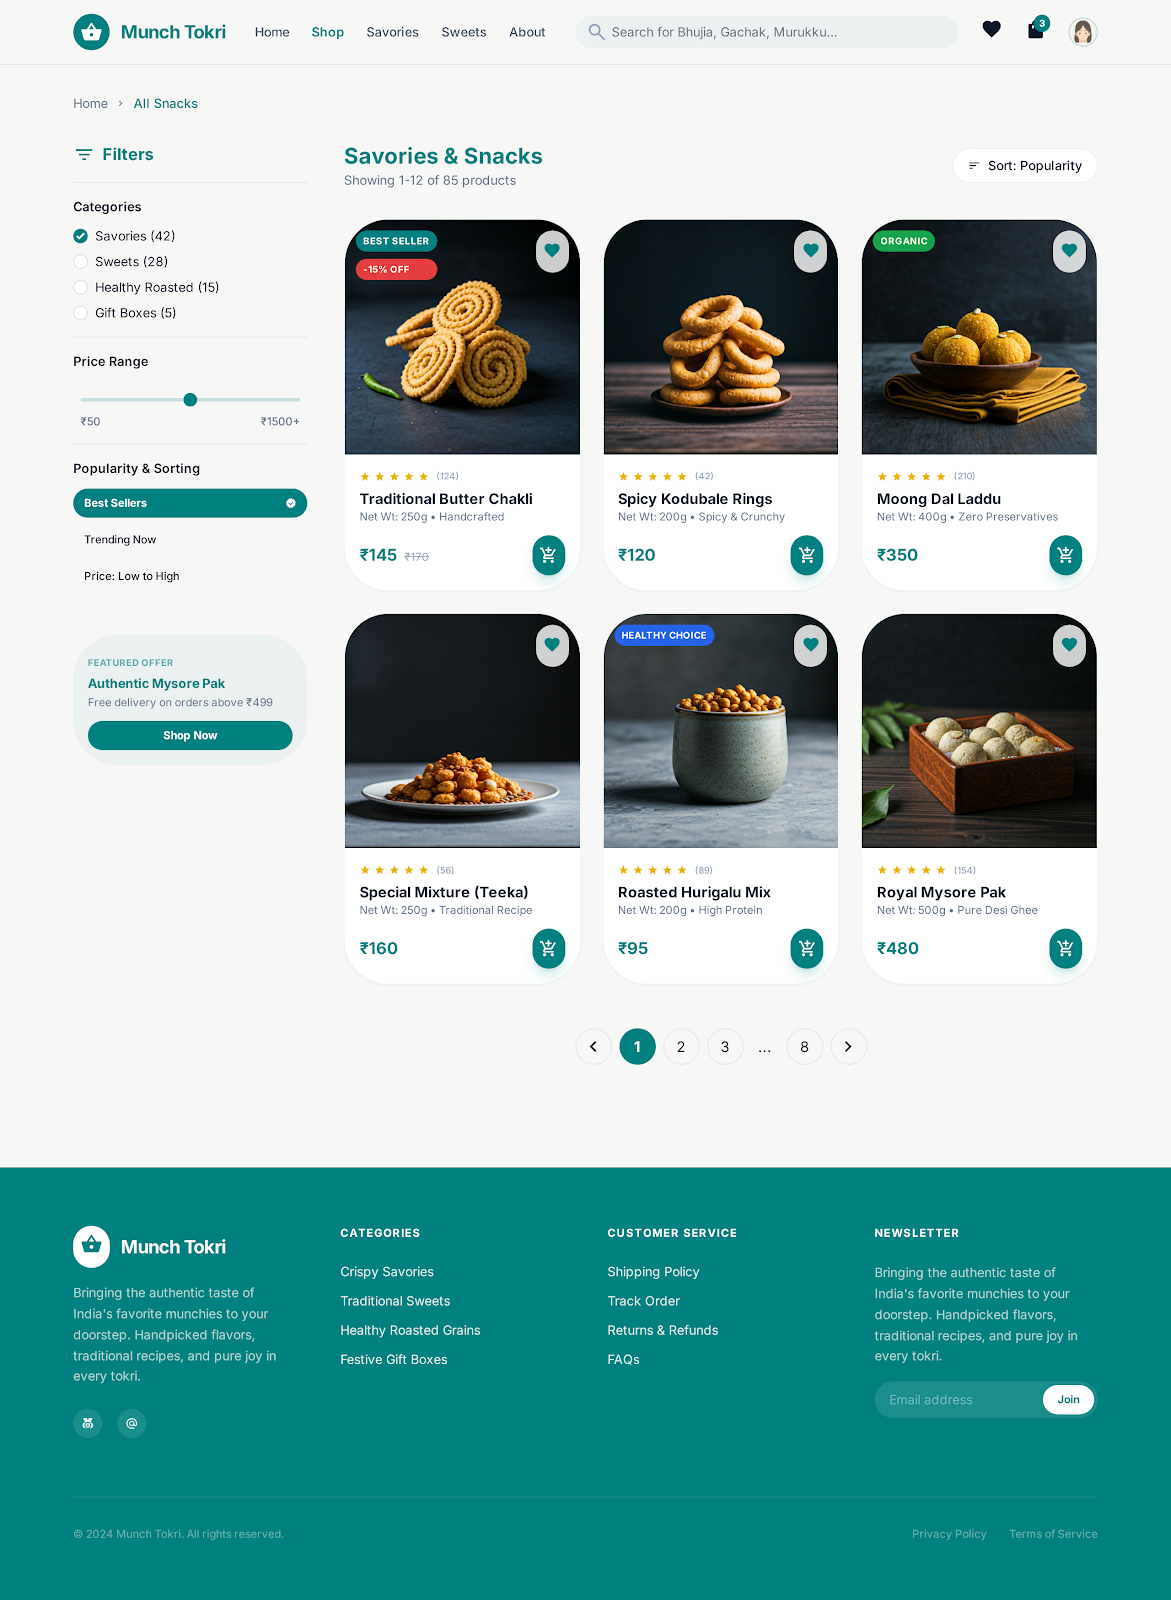 Munch Tokri
Home
Shop
Savories
Sweets
About
Search for Bhujia, Gachak, Murukku...
3
Home
All Snacks
Filters
Categories
Savories (42)
Sweets (28)
Healthy Roasted (15)
Gift Boxes (5)
Price Range
₹50
₹1500+
Popularity & Sorting
Best Sellers
Trending Now
Price: Low to High
FEATURED OFFER
Authentic Mysore Pak
Free delivery on orders above ₹499
Shop Now
Savories & Snacks
Showing 1-12 of 85 products
Sort: Popularity
BEST SELLER
-15% OFF
(124)
Traditional Butter Chakli
Net Wt: 250g • Handcrafted
₹145 ₹170
(42)
Spicy Kodubale Rings
Net Wt: 200g • Spicy & Crunchy
₹120
ORGANIC
(210)
Moong Dal Laddu
Net Wt: 400g • Zero Preservatives
₹350
(56)
Special Mixture (Teeka)
Net Wt: 250g • Traditional Recipe
₹160
HEALTHY CHOICE
(89)
Roasted Hurigalu Mix
Net Wt: 200g • High Protein
₹95
(154)
Royal Mysore Pak
Net Wt: 500g • Pure Desi Ghee
₹480
1 2 3 ... 8
Munch Tokri
Bringing the authentic taste of
India's favorite munchies to your
doorstep. Handpicked flavors,
traditional recipes, and pure joy in
every tokri.
CATEGORIES
Crispy Savories
Traditional Sweets
Healthy Roasted Grains
Festive Gift Boxes
CUSTOMER SERVICE
Shipping Policy
Track Order
Returns & Refunds
FAQs
NEWSLETTER
Bringing the authentic taste of
India's favorite munchies to your
doorstep. Handpicked flavors,
traditional recipes, and pure joy in
every tokri.
Email address
Join
© 2024 Munch Tokri. All rights reserved.
Privacy Policy
Terms of Service